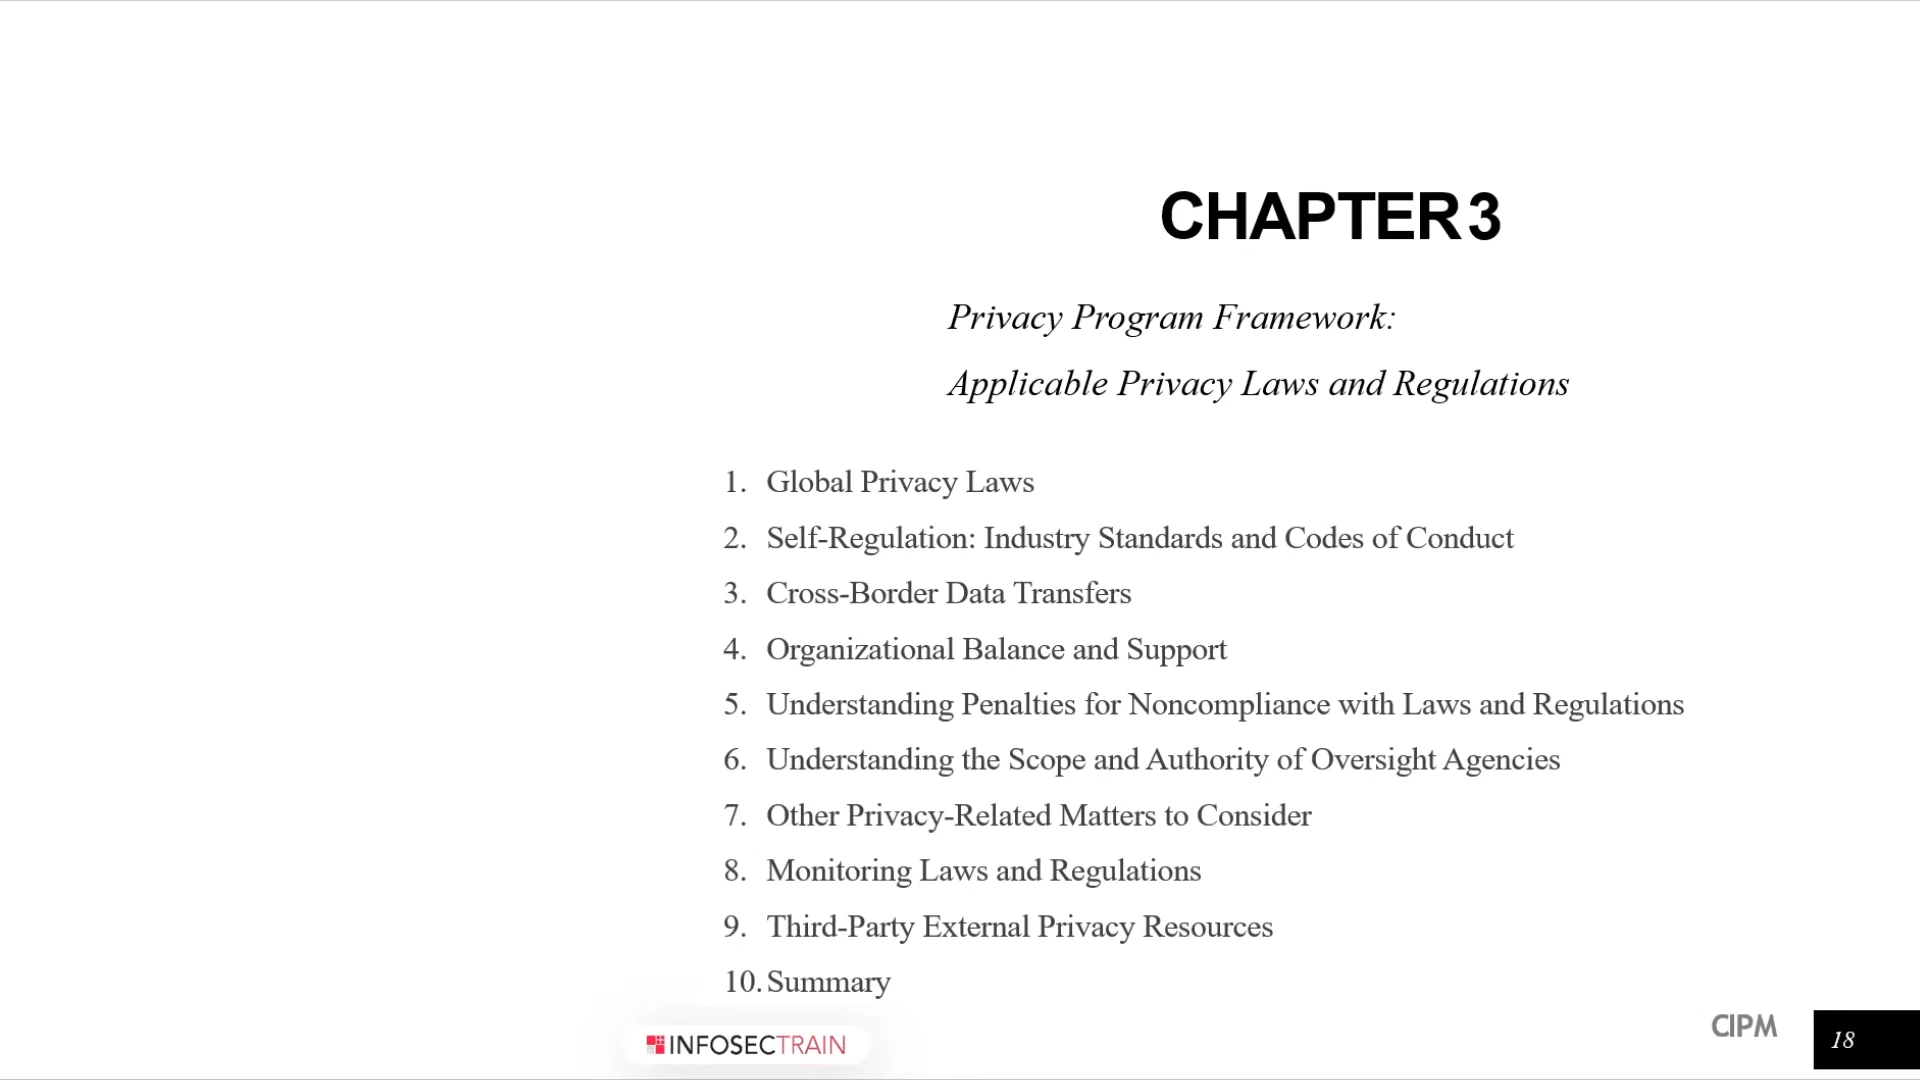 CHAPTER 3
Privacy Program Framework:
Applicable Privacy Laws and Regulations
1. Global Privacy Laws
2. Self-Regulation: Industry Standards and Codes of Conduct
3. Cross-Border Data Transfers
4. Organizational Balance and Support
5. Understanding Penalties for Noncompliance with Laws and Regulations
6. Understanding the Scope and Authority of Oversight Agencies
7. Other Privacy-Related Matters to Consider
8. Monitoring Laws and Regulations
9. Third-Party External Privacy Resources
10. Summary
INFOSECTRAIN
CIPM
18